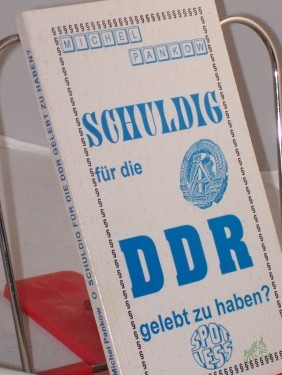 MICHEL
PANKOW
SCHULDIG
für die
DDR
gelebt zu haben?
SPOTLESS
Michel Pankow O SCHULDIG FÜR DIE DDR GELEBT ZU HABEN?